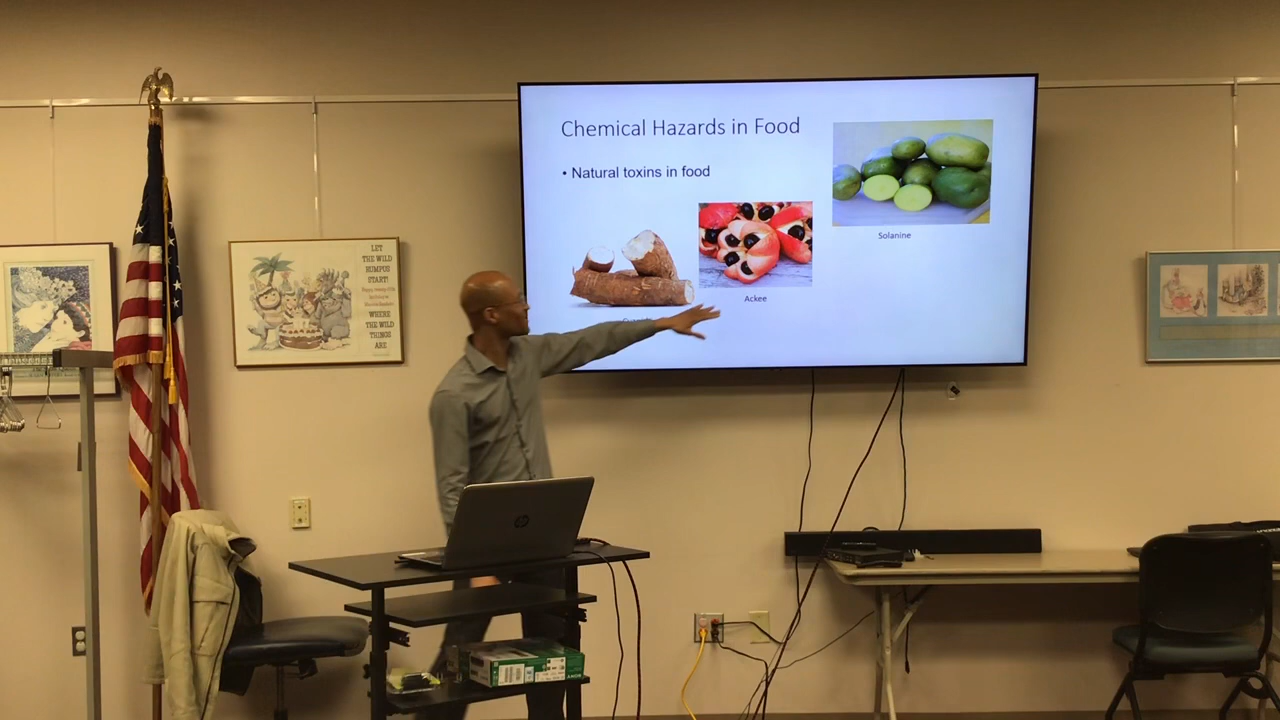 Chemical Hazards in Food
• Natural toxins in food
Solanine
Ackee
LET
THE WILD
RUMPUS
START!
WHERE
THE WILD
THINGS
ARE
hp